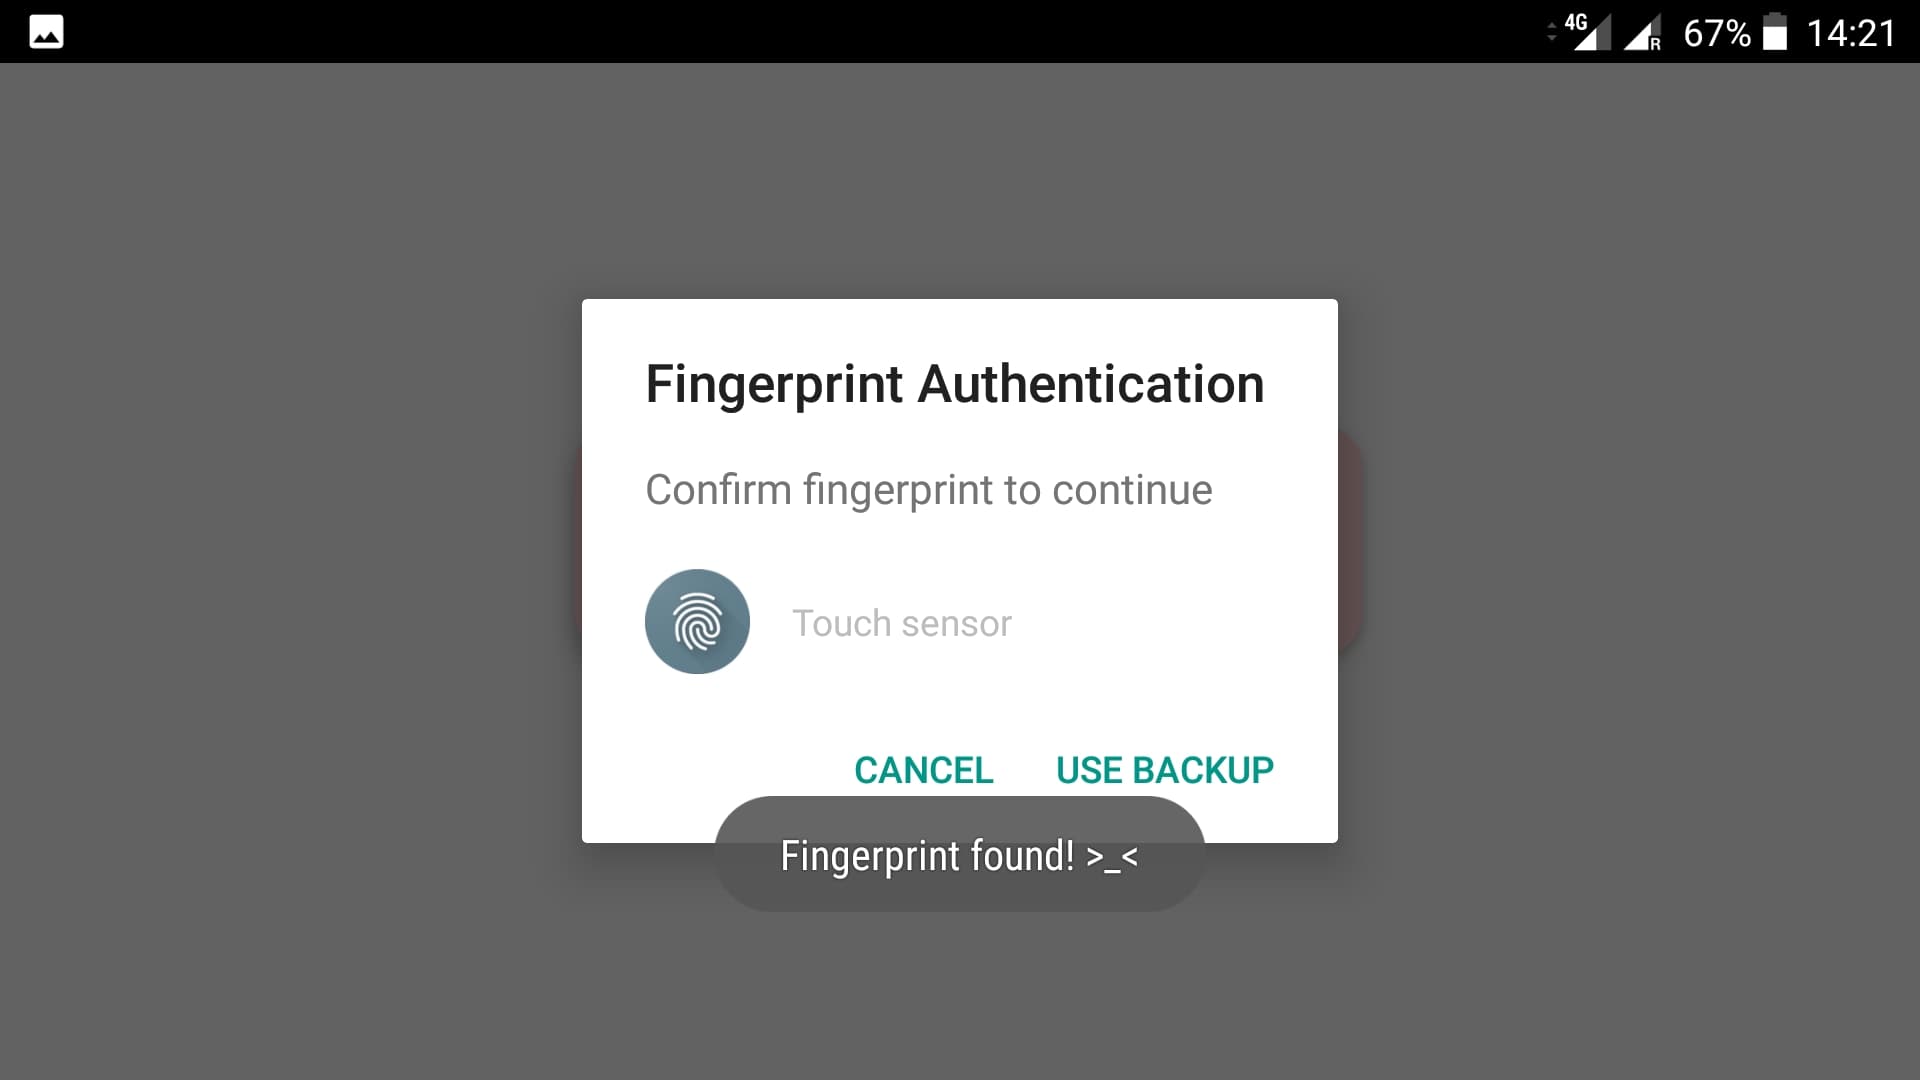 4G R 67% 14:21
Fingerprint Authentication
Confirm fingerprint to continue
Touch sensor
CANCEL USE BACKUP
Fingerprint found! >_<